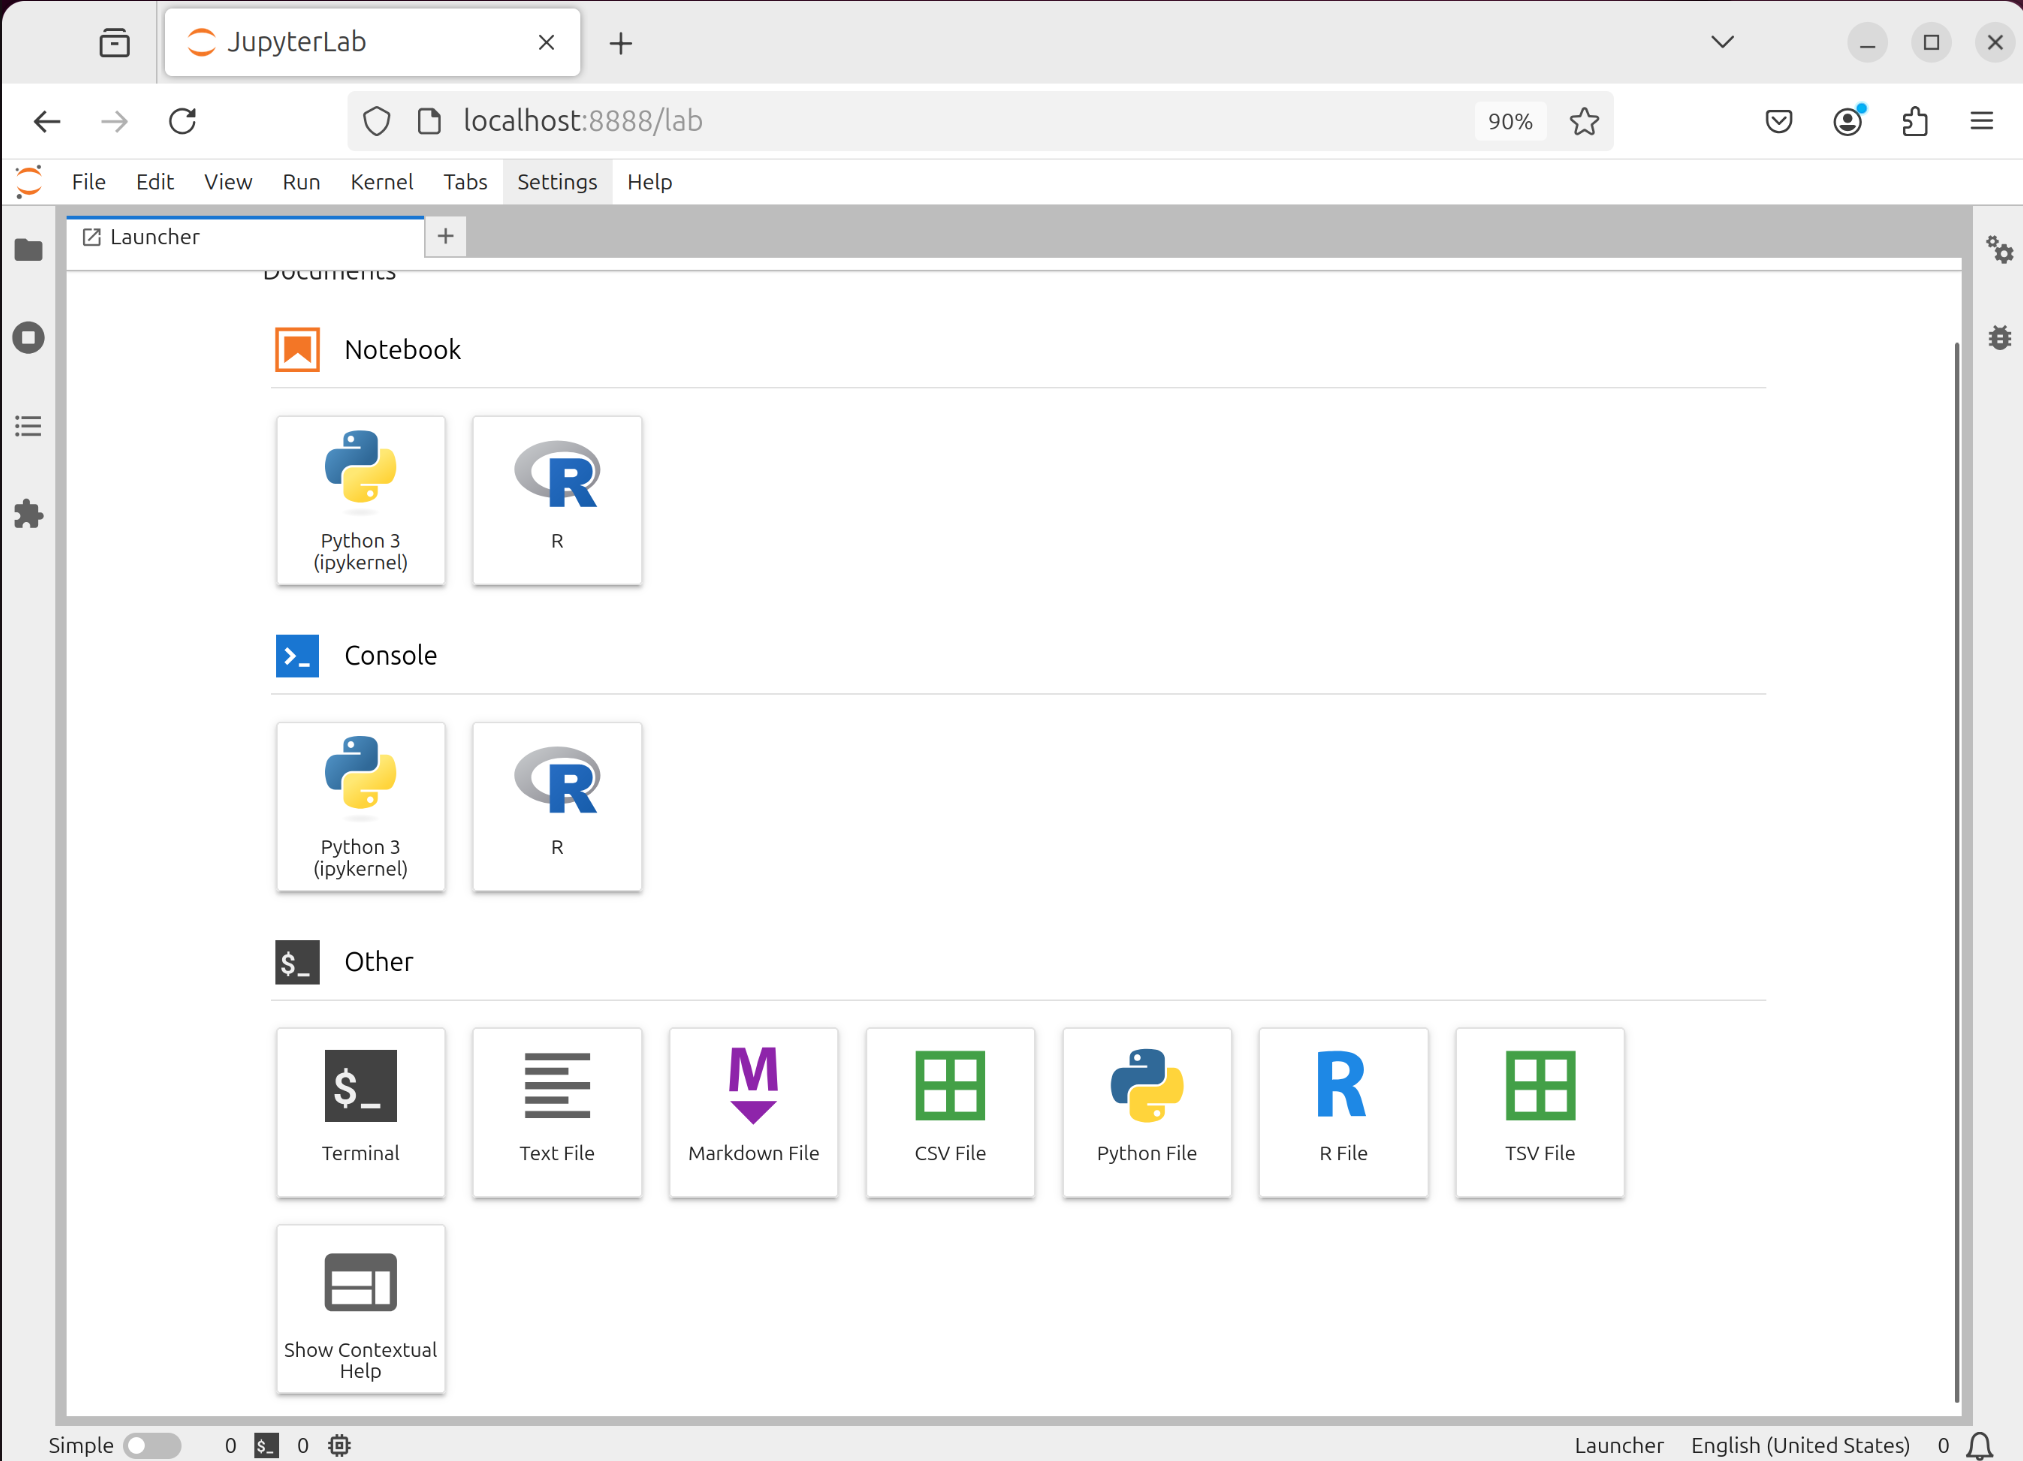 JupyterLab
localhost:8888/lab
90%
File Edit View Run Kernel Tabs Settings Help
Launcher
Documents
Notebook
Python 3
(ipykernel)
R
Console
Python 3
(ipykernel)
R
$_ Other
$_
Terminal
Text File
M
Markdown File
CSV File
Python File
R
R File
TSV File
Show Contextual
Help
Simple 0 $_ 0
Launcher English (United States) 0